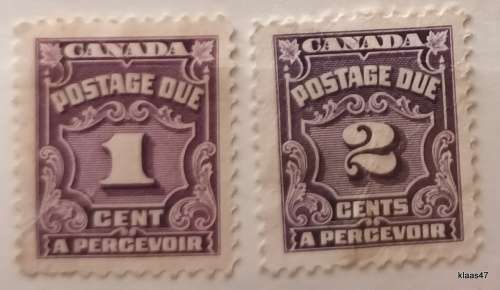 CANADA
POSTAGE DUE
1
CENT
A PERCEVOIR
CANADA
POSTAGE DUE
2
CENTS
A PERCEVOIR
klaas47